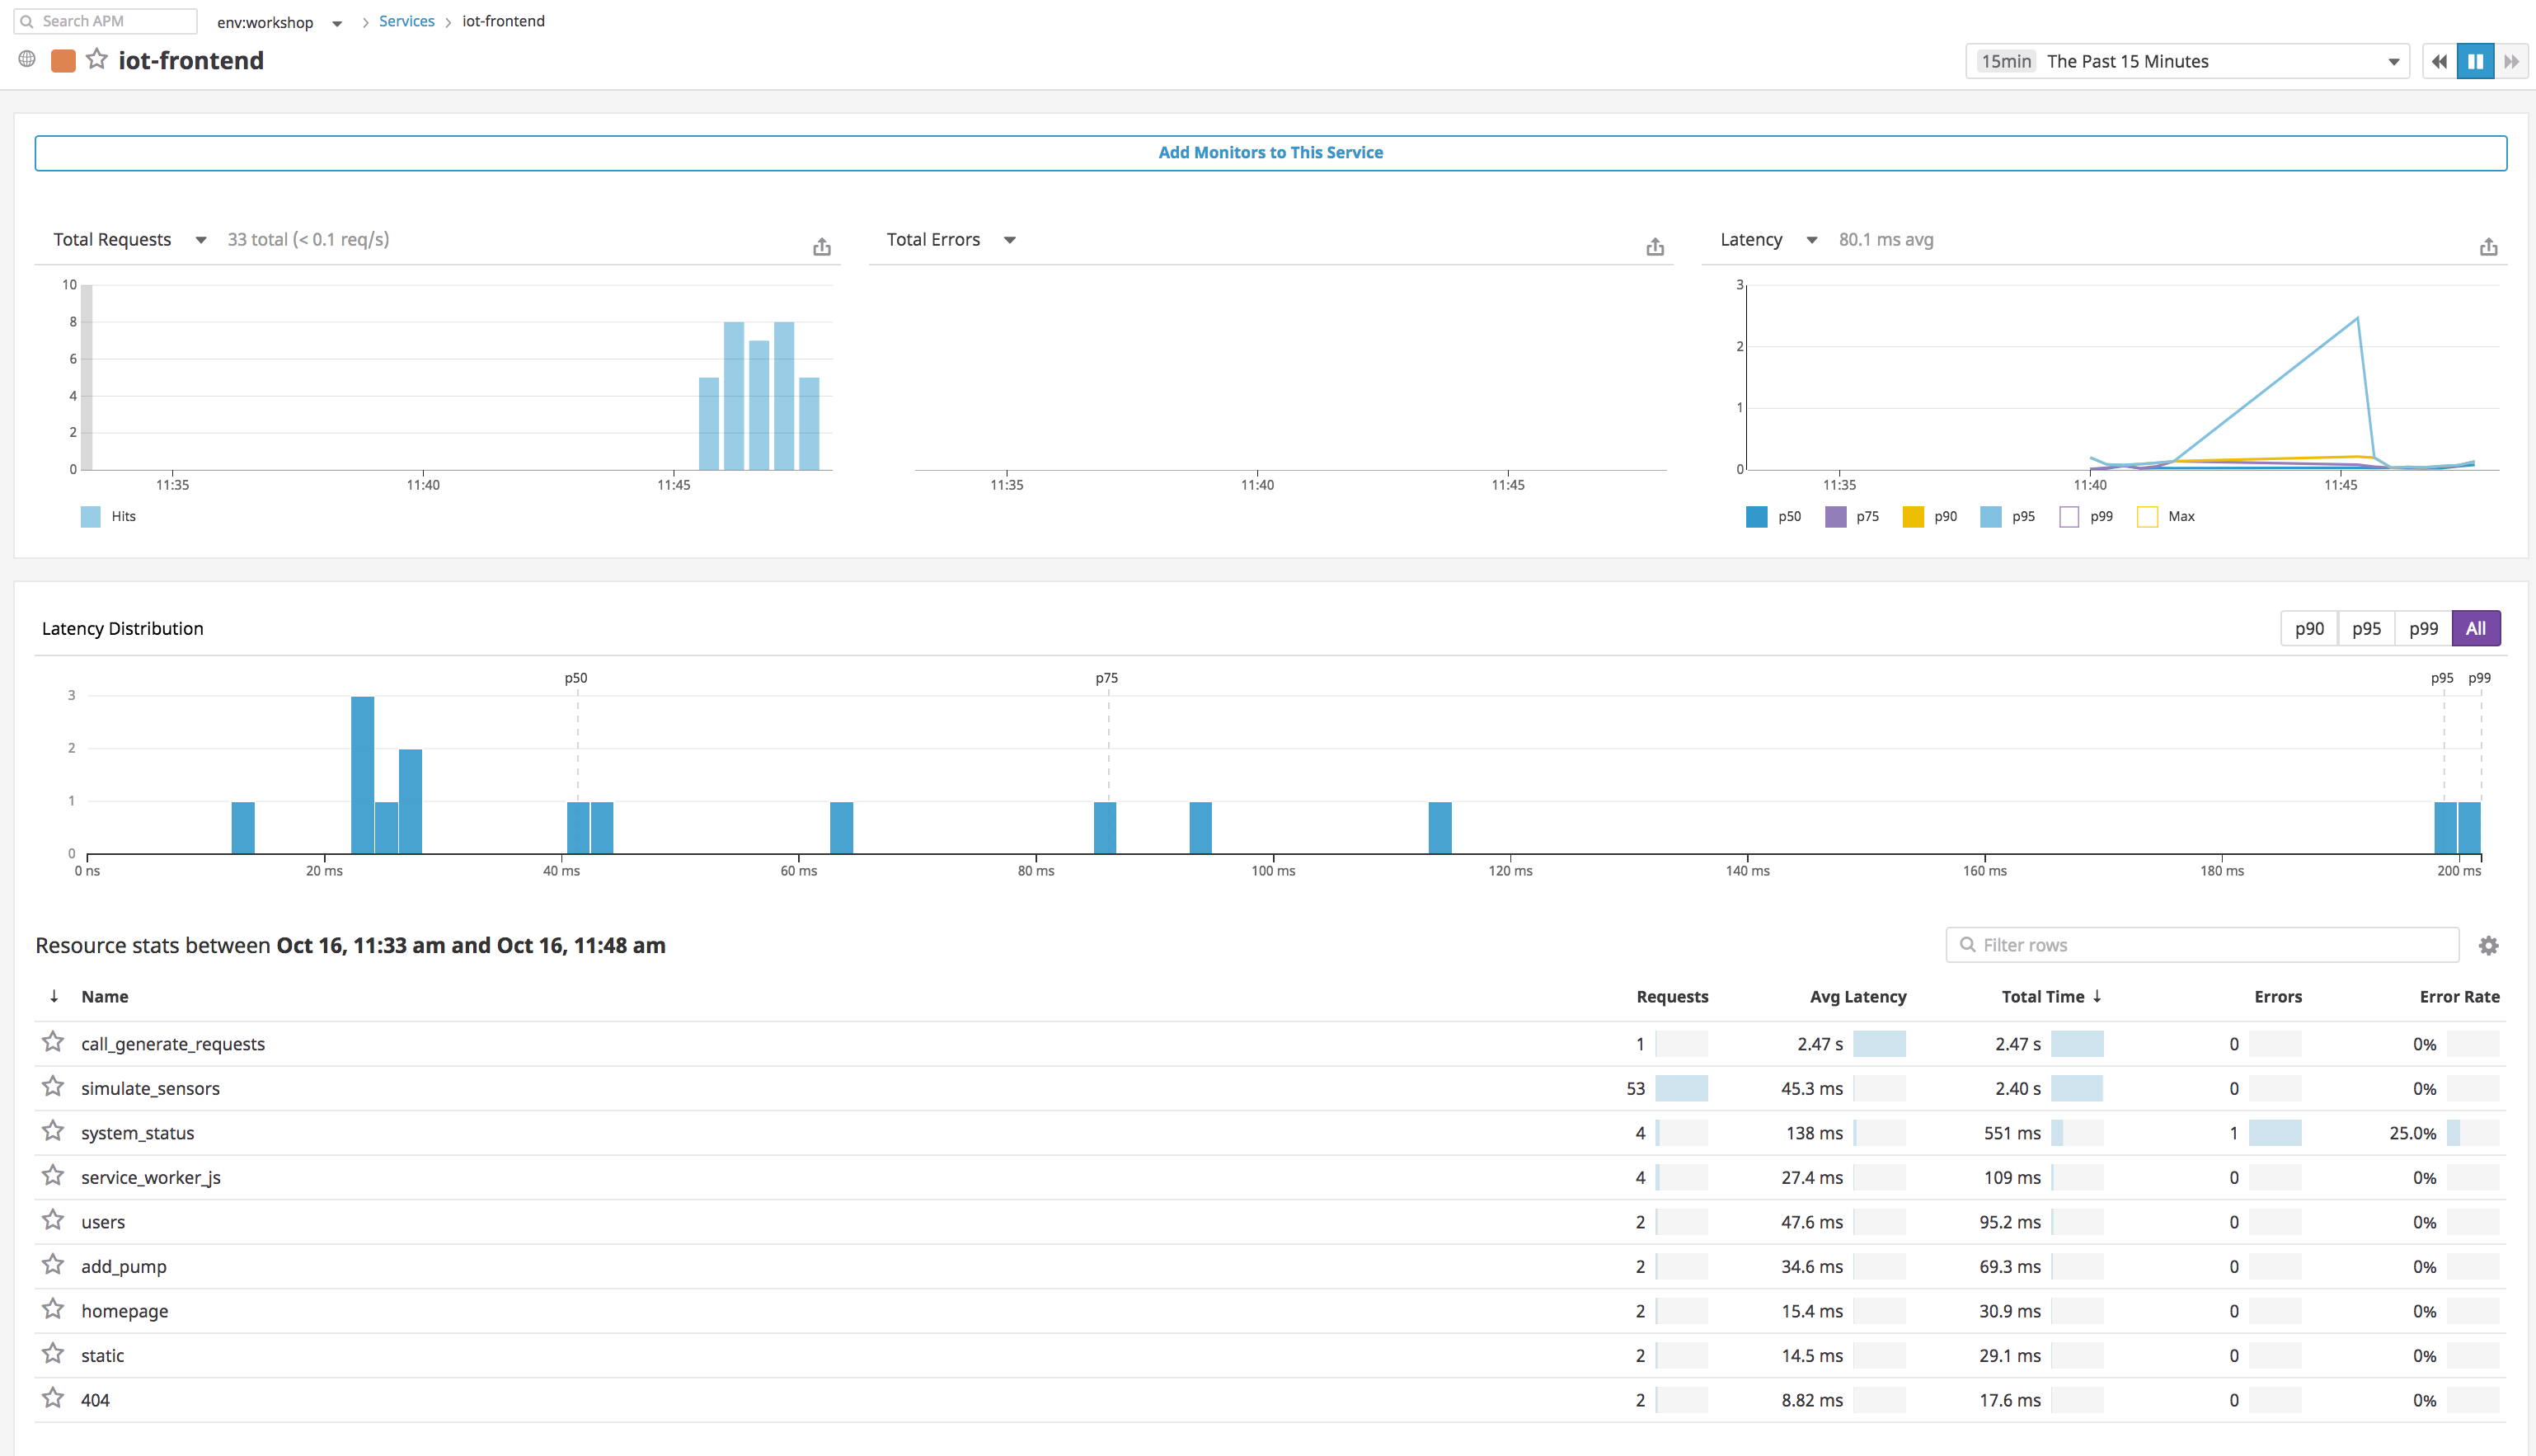 Search APM env:workshop Services iot-frontend
iot-frontend 15min The Past 15 Minutes
Add Monitors to This Service
Total Requests 33 total (< 0.1 req/s)
10
8
6
4
2
0
11:35 11:40 11:45
Hits
Total Errors
11:35 11:40 11:45
Latency 80.1 ms avg
3
2
1
0
11:35 11:40 11:45
p50 p75 p90 p95 p99 Max
Latency Distribution p90 p95 p99 All
p50 p75 p95 p99
3
2
1
0
0 ns 20 ms 40 ms 60 ms 80 ms 100 ms 120 ms 140 ms 160 ms 180 ms 200 ms
Resource stats between Oct 16, 11:33 am and Oct 16, 11:48 am Filter rows
↓ Name Requests Avg Latency Total Time ↓ Errors Error Rate
call_generate_requests 1 2.47 s 2.47 s 0 0%
simulate_sensors 53 45.3 ms 2.40 s 0 0%
system_status 4 138 ms 551 ms 1 25.0%
service_worker_js 4 27.4 ms 109 ms 0 0%
users 2 47.6 ms 95.2 ms 0 0%
add_pump 2 34.6 ms 69.3 ms 0 0%
homepage 2 15.4 ms 30.9 ms 0 0%
static 2 14.5 ms 29.1 ms 0 0%
404 2 8.82 ms 17.6 ms 0 0%